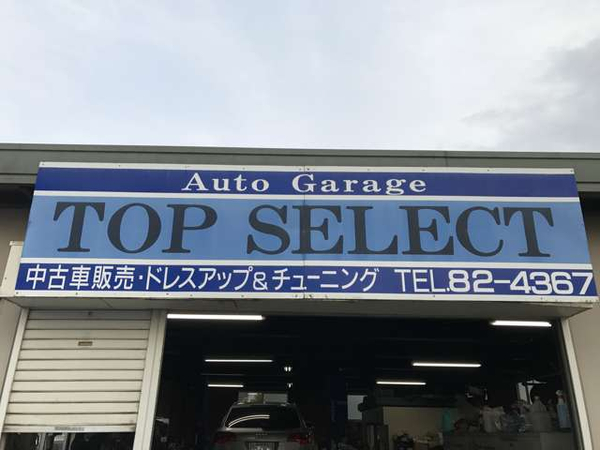 Auto Garage
TOP SELECT
中古車販売・ドレスアップ&チューニング TEL.82-4367